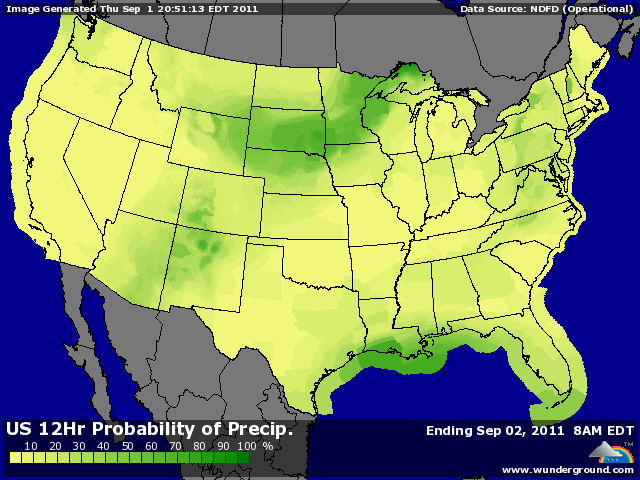 Image Generated Thu Sep 1 20:51:13 EDT 2011
Data Source: NDFD (Operational)
US 12Hr Probability of Precip.
Ending Sep 02, 2011 8AM EDT
10 20 30 40 50 60 70 80 90 100 %
TM
www.wunderground.com